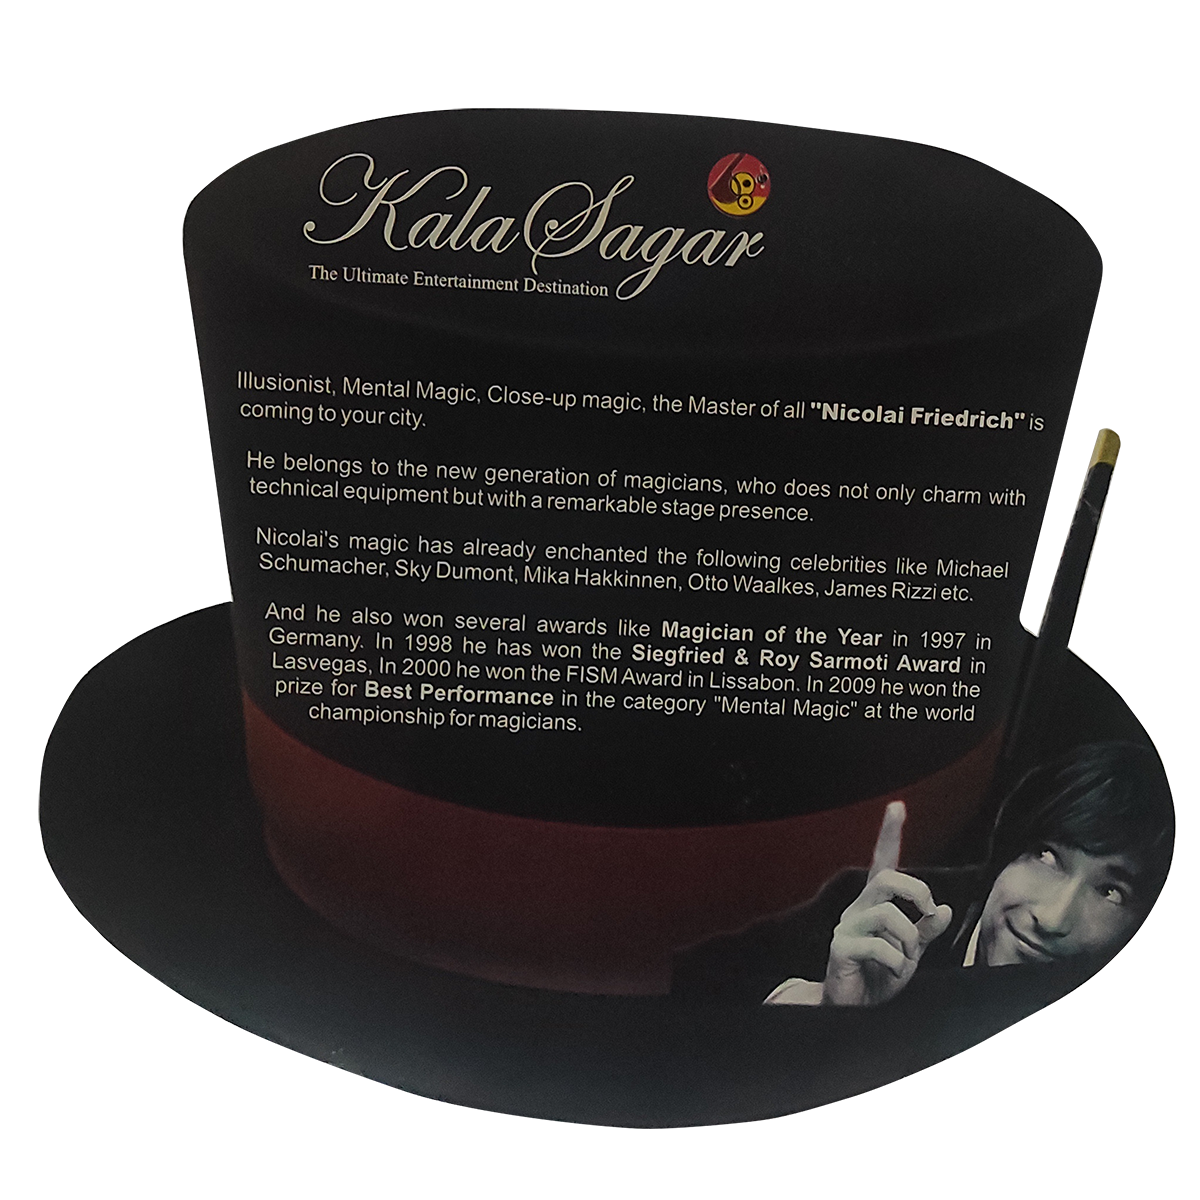 Kala Sagar
The Ultimate Entertainment Destination
Illusionist, Mental Magic, Close-up magic, the Master of all "Nicolai Friedrich" is
coming to your city.
He belongs to the new generation of magicians, who does not only charm with
technical equipment but with a remarkable stage presence.
Nicolai's magic has already enchanted the following celebrities like Michael
Schumacher, Sky Dumont, Mika Hakkinnen, Otto Waalkes, James Rizzi etc.
And he also won several awards like Magician of the Year in 1997 in
Germany. In 1998 he has won the Siegfried & Roy Sarmoti Award in
Lasvegas, In 2000 he won the FISM Award in Lissabon. In 2009 he won the
prize for Best Performance in the category "Mental Magic" at the world
championship for magicians.